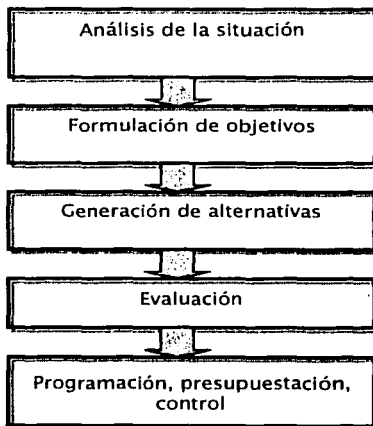 Análisis de la situación
Formulación de objetivos
Generación de alternativas
Evaluación
Programación, presupuestación,
control